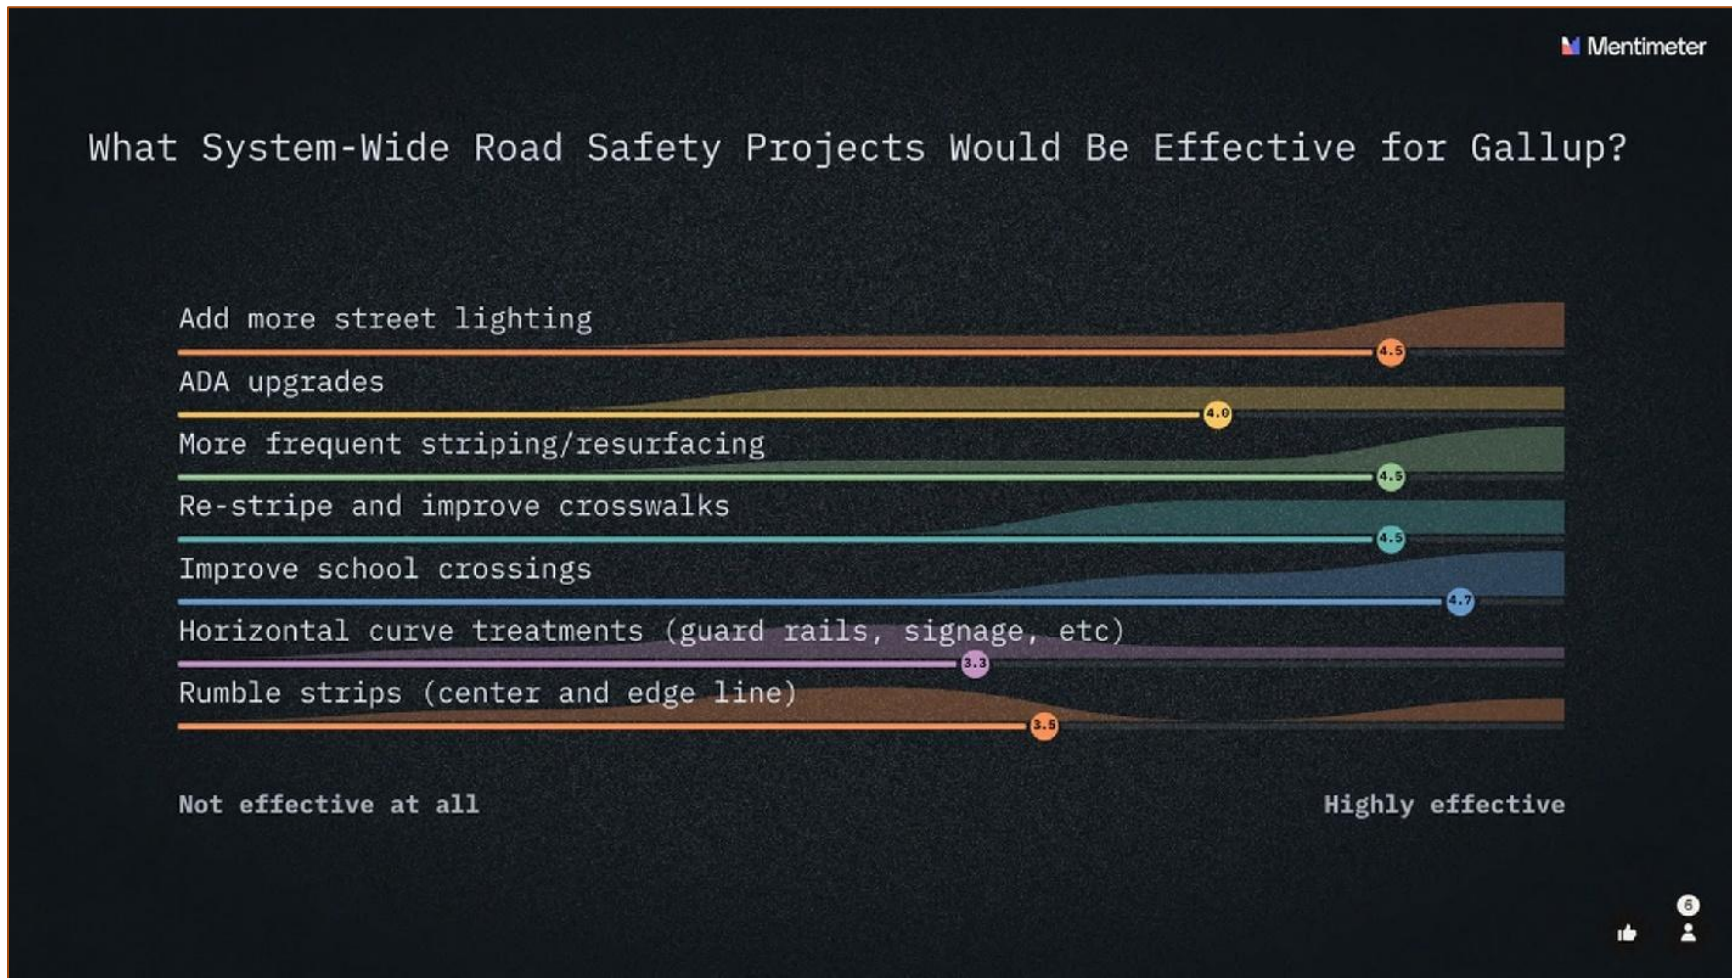 Mentimeter
What System-Wide Road Safety Projects Would Be Effective for Gallup?
Add more street lighting
4.5
ADA upgrades
4.0
More frequent striping/resurfacing
4.5
Re-stripe and improve crosswalks
4.5
Improve school crossings
4.7
Horizontal curve treatments (guard rails, signage, etc)
3.3
Rumble strips (center and edge line)
3.5
Not effective at all
Highly effective
6